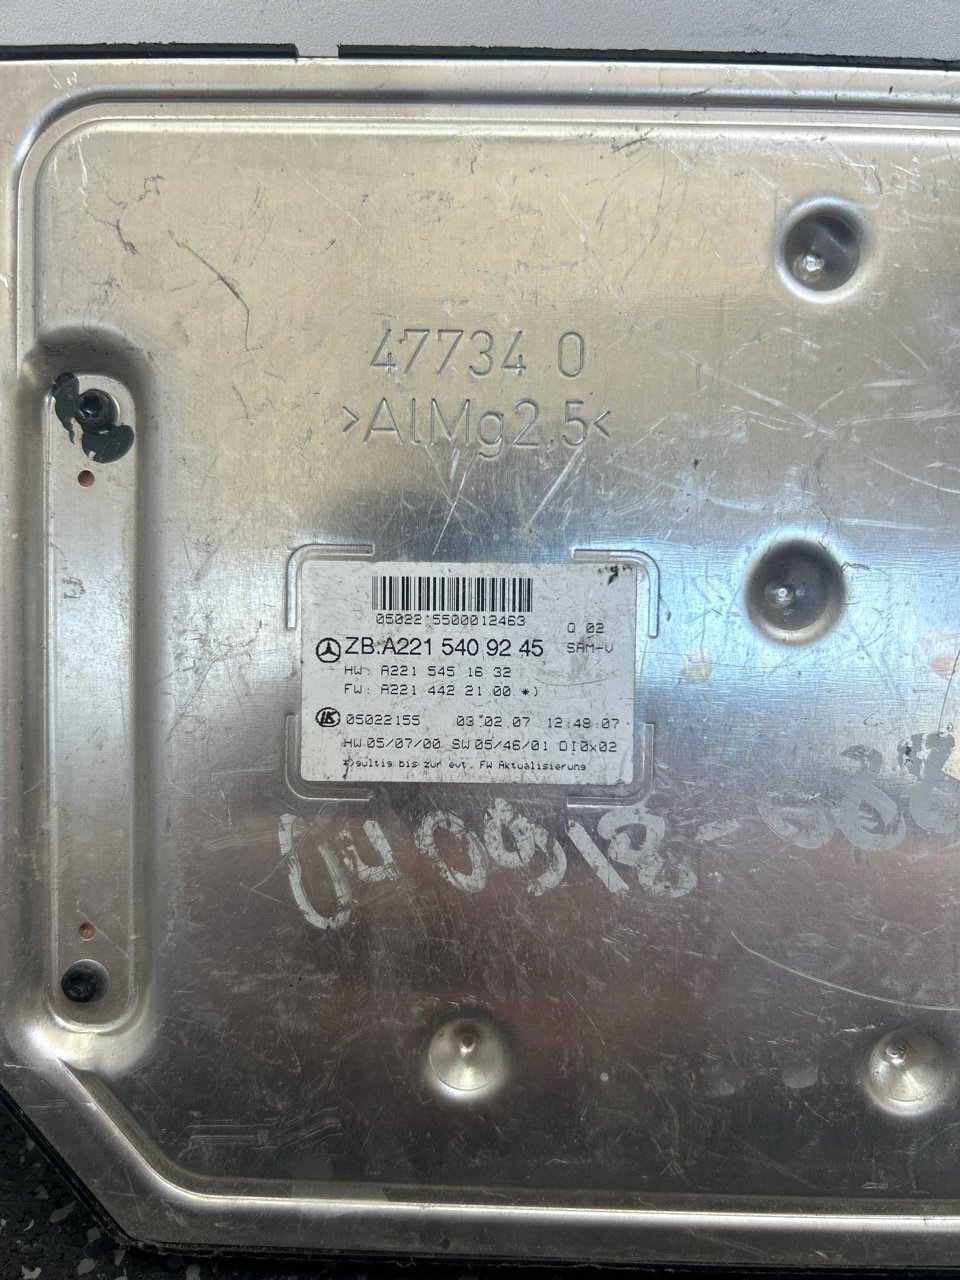 47734 0
>AlMg2.5<
05022 5500012463
Q 02
ZB:A221 540 92 45 SAM-V
HW: A221 545 16 32
FW: A221 442 21 00 *)
LK 05022155 03.02.07 12:48:07
HW 05/07/00 SW 05/46/01 DI0x02
*)gültig bis zur evt. FW Aktualisierung